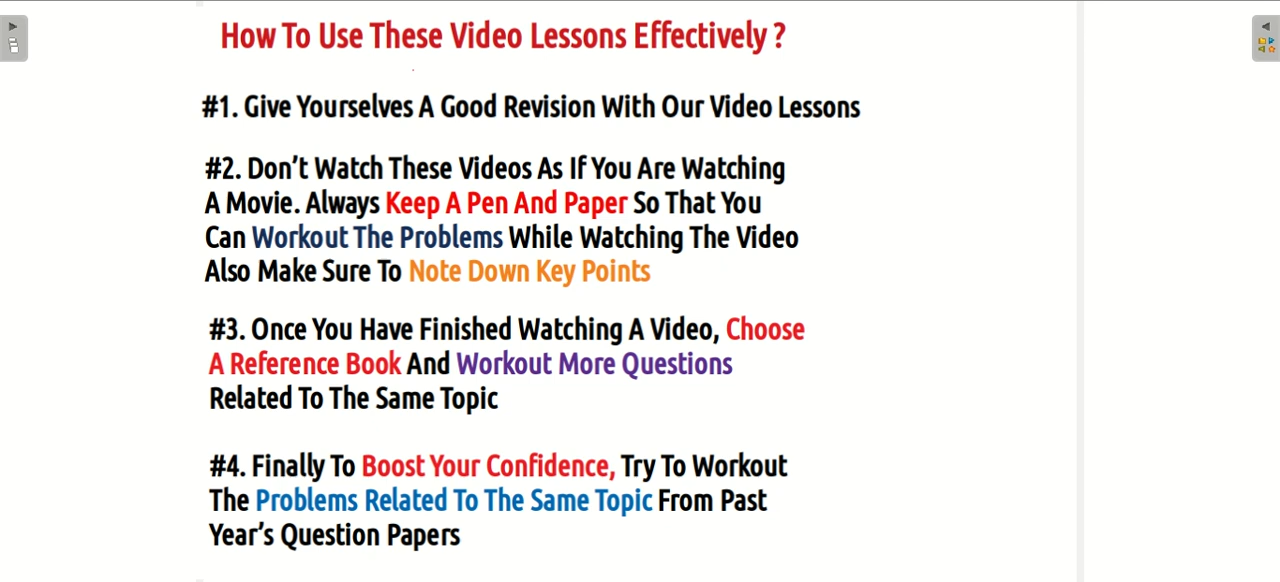 How To Use These Video Lessons Effectively ?
#1. Give Yourselves A Good Revision With Our Video Lessons
#2. Don't Watch These Videos As If You Are Watching
A Movie. Always Keep A Pen And Paper So That You
Can Workout The Problems While Watching The Video
Also Make Sure To Note Down Key Points
#3. Once You Have Finished Watching A Video, Choose
A Reference Book And Workout More Questions
Related To The Same Topic
#4. Finally To Boost Your Confidence, Try To Workout
The Problems Related To The Same Topic From Past
Year's Question Papers